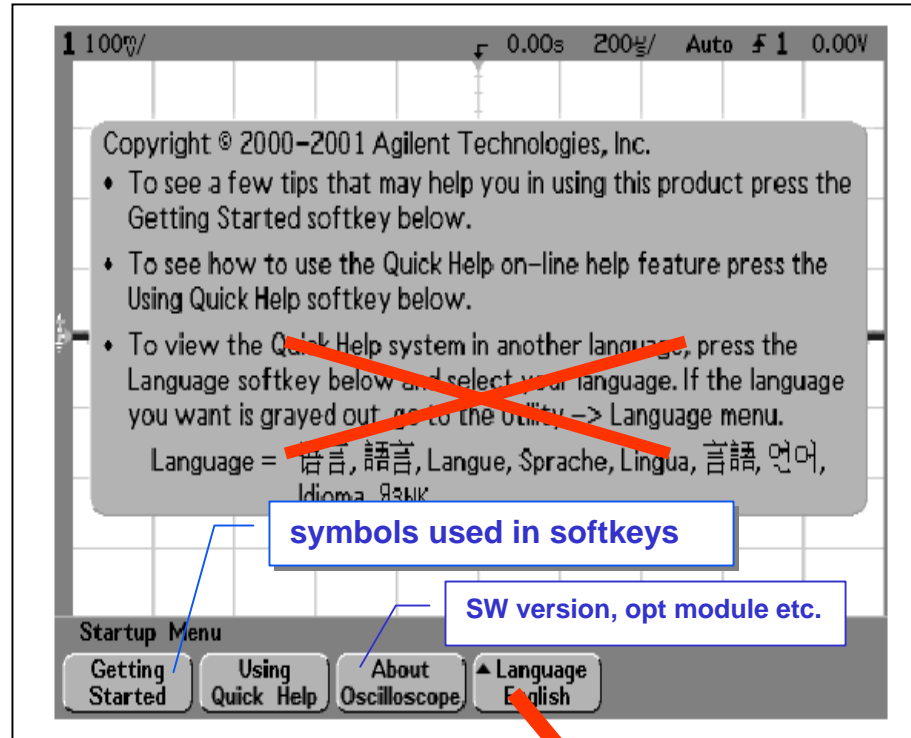 1 100mV/ 0.00s 200us/ Auto 1 0.00V
Copyright © 2000-2001 Agilent Technologies, Inc.
• To see a few tips that may help you in using this product press the
Getting Started softkey below.
• To see how to use the Quick Help on-line help feature press the
Using Quick Help softkey below.
• To view the Quick Help system in another language, press the
Language softkey below and select your language. If the language
you want is grayed out, go to the Utility -> Language menu.
Language = 语言, 語言, Langue, Sprache, Lingua, 言語, 언어,
Idioma, Язык
symbols used in softkeys
SW version, opt module etc.
Startup Menu
Getting Started
Using Quick Help
About Oscilloscope
Language English